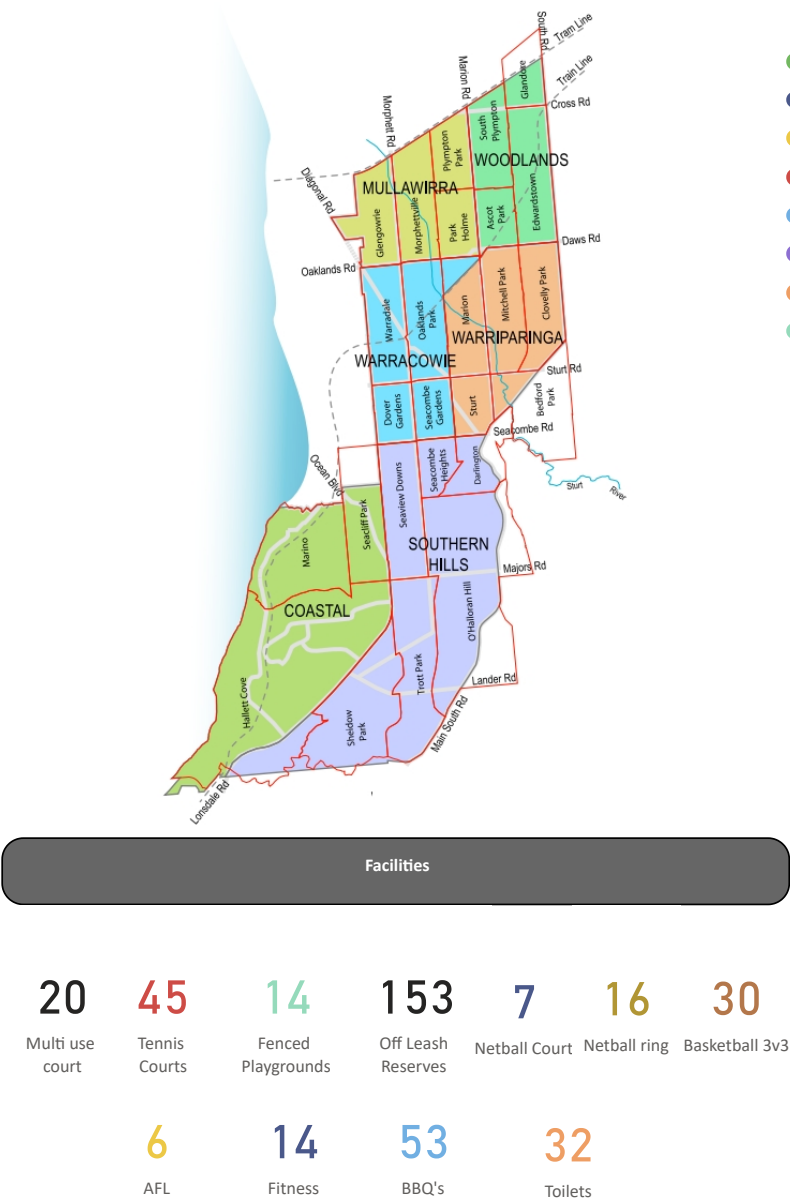 South Rd
Tram Line
Train Line
Marion Rd
Glandore
Cross Rd
Morphett Rd
South
Plympton
Plympton
Park
WOODLANDS
Diagonal Rd
MULLAWIRRA
Glengowrie
Morphettville
Park
Holme
Ascot
Park
Edwardstown
Daws Rd
Oaklands Rd
Warradale
Oaklands
Park
Marion
Mitchell Park
Clovelly Park
WARRIPARINGA
WARRACOWIE
Sturt Rd
Dover
Gardens
Seacombe
Gardens
Sturt
Bedford
Park
Seacombe Rd
Ocean Blvd
Seaview Downs
Seacombe
Heights
Darlington
Sturt
River
Seacliff Park
Marino
SOUTHERN
HILLS
Majors Rd
COASTAL
O'Halloran Hill
Hallett Cove
Trott Park
Lander Rd
Sheidow
Park
Main South Rd
Lonsdale Rd
Facilities
20
Multi use
court
45
Tennis
Courts
14
Fenced
Playgrounds
153
Off Leash
Reserves
7
Netball Court
16
Netball ring
30
Basketball 3v3
6
AFL
14
Fitness
53
BBQ's
32
Toilets